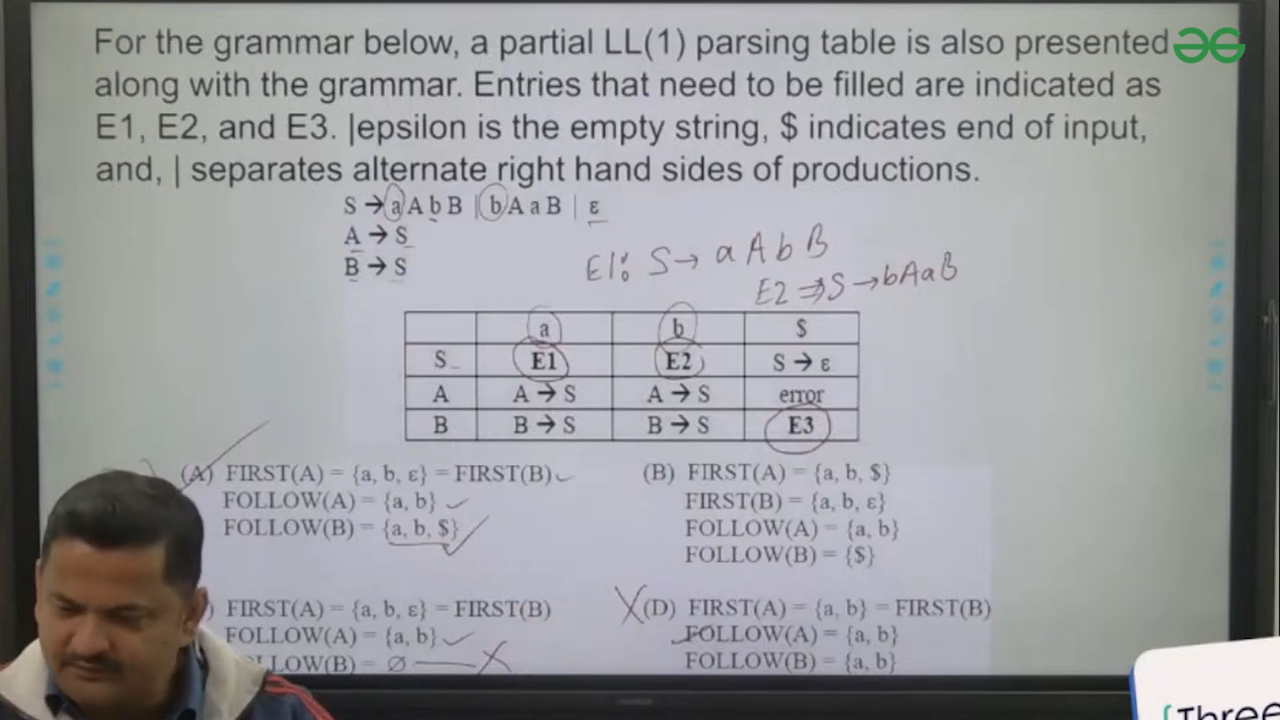 For the grammar below, a partial LL(1) parsing table is also presented
along with the grammar. Entries that need to be filled are indicated as
E1, E2, and E3. |epsilon is the empty string, $ indicates end of input,
and, | separates alternate right hand sides of productions.
S → a A b B | b A a B | ε
A → S
B → S
E1: S → a A b B
E2 ⇒ S → bAaB
a b $
S E1 E2 S → ε
A A → S A → S error
B B → S B → S E3
(A) FIRST(A) = {a, b, ε} = FIRST(B)
FOLLOW(A) = {a, b}
FOLLOW(B) = {a, b, $}
(B) FIRST(A) = {a, b, $}
FIRST(B) = {a, b, ε}
FOLLOW(A) = {a, b}
FOLLOW(B) = {$}
) FIRST(A) = {a, b, ε} = FIRST(B)
FOLLOW(A) = {a, b}
LLOW(B) = ∅
X (D) FIRST(A) = {a, b} = FIRST(B)
FOLLOW(A) = {a, b}
FOLLOW(B) = {a, b}
{Three